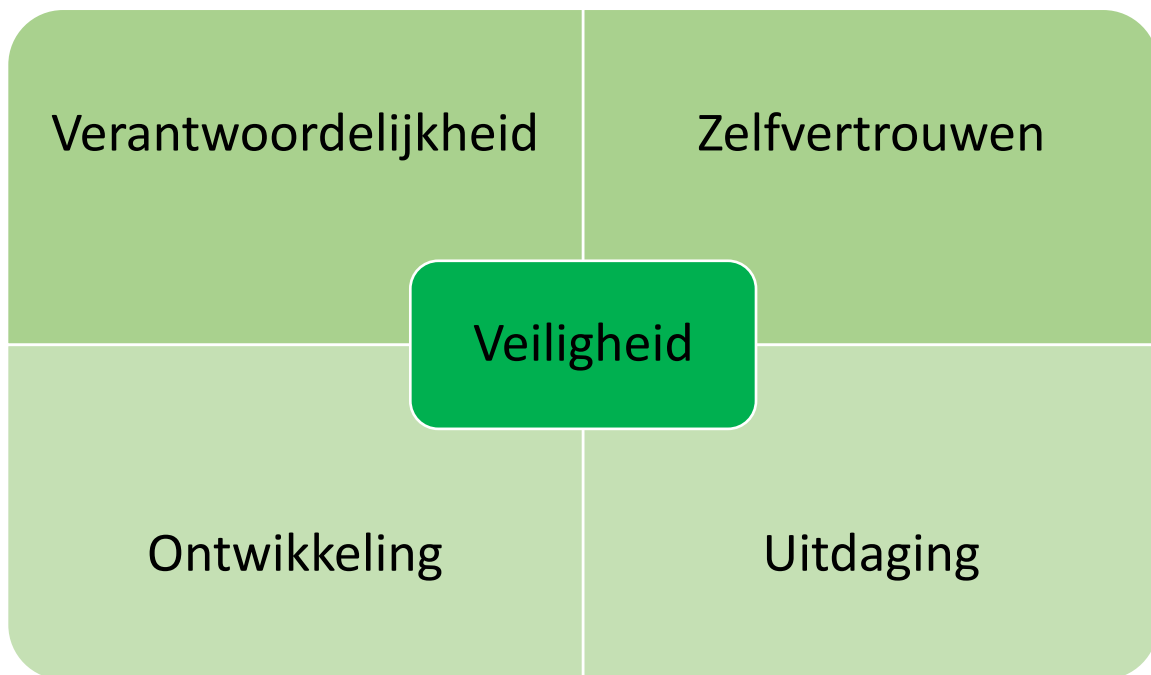 Verantwoordelijkheid
Zelfvertrouwen
Veiligheid
Ontwikkeling
Uitdaging